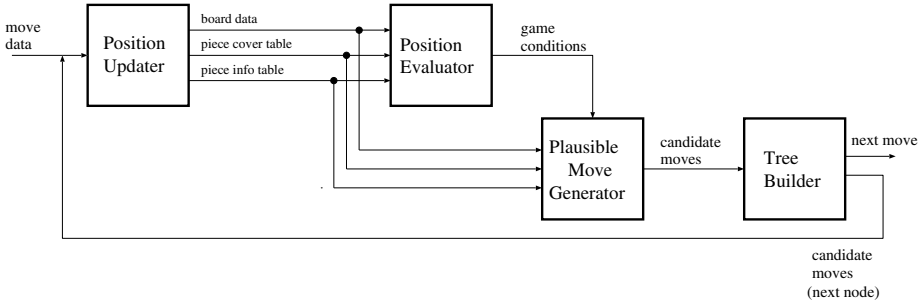 move
data
Position
Updater
board data
piece cover table
piece info table
Position
Evaluator
game
conditions
Plausible
Move
Generator
candidate
moves
Tree
Builder
next move
candidate
moves
(next node)